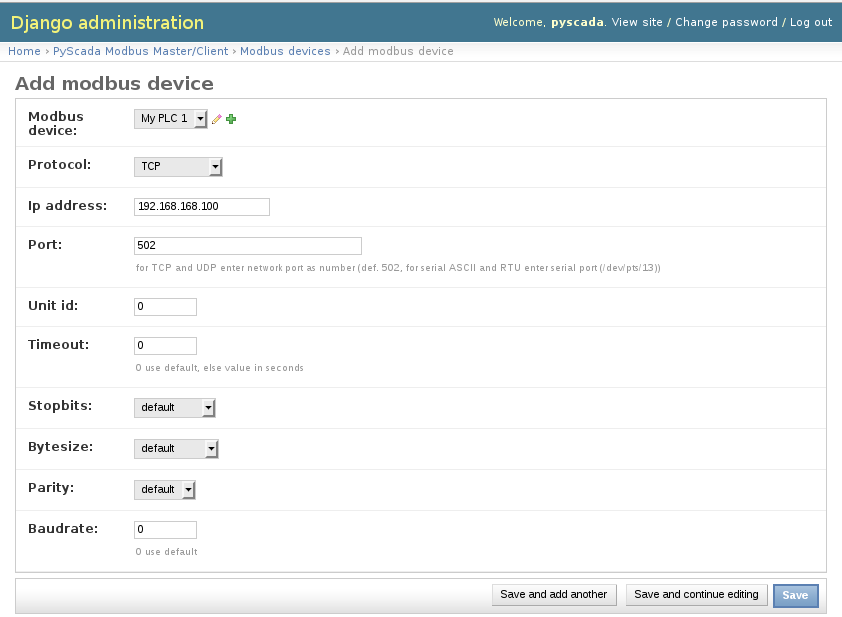 Django administration
Welcome, pyscada. View site / Change password / Log out
Home › PyScada Modbus Master/Client › Modbus devices › Add modbus device
Add modbus device
Modbus device: My PLC 1
Protocol: TCP
Ip address: 192.168.168.100
Port: 502
for TCP and UDP enter network port as number (def. 502, for serial ASCII and RTU enter serial port (/dev/pts/13))
Unit id: 0
Timeout: 0
0 use default, else value in seconds
Stopbits: default
Bytesize: default
Parity: default
Baudrate: 0
0 use default
Save and add another Save and continue editing Save